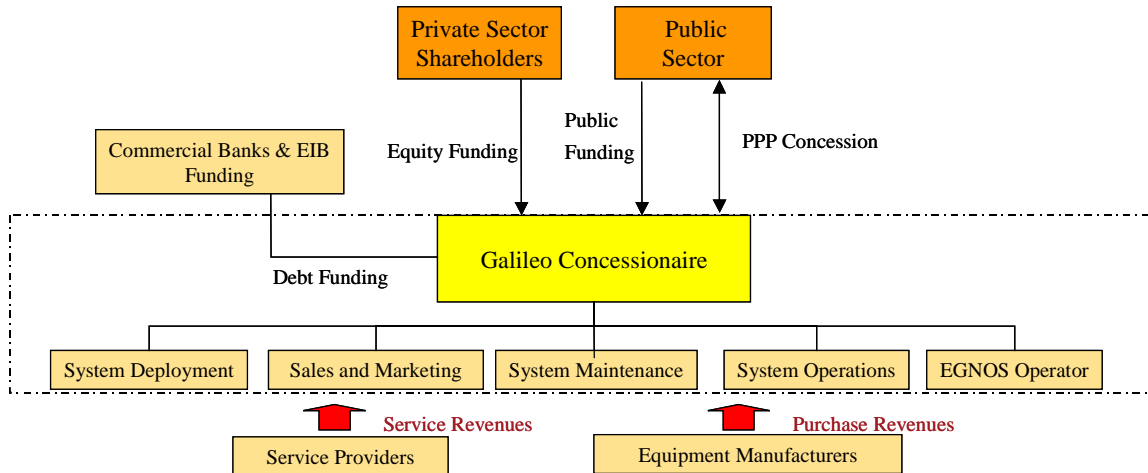 Private Sector
Shareholders
Public
Sector
Commercial Banks & EIB
Funding
Equity Funding
Public
Funding
PPP Concession
Galileo Concessionaire
Debt Funding
System Deployment
Sales and Marketing
System Maintenance
System Operations
EGNOS Operator
Service Revenues
Purchase Revenues
Service Providers
Equipment Manufacturers